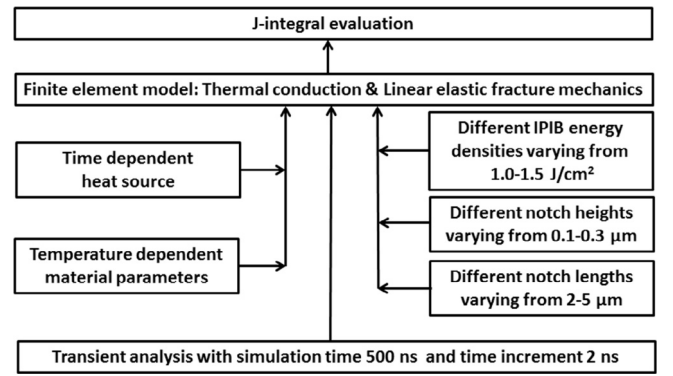 J-integral evaluation
Finite element model: Thermal conduction & Linear elastic fracture mechanics
Time dependent
heat source
Temperature dependent
material parameters
Different IPIB energy
densities varying from
1.0-1.5 J/cm²
Different notch heights
varying from 0.1-0.3 μm
Different notch lengths
varying from 2-5 μm
Transient analysis with simulation time 500 ns and time increment 2 ns